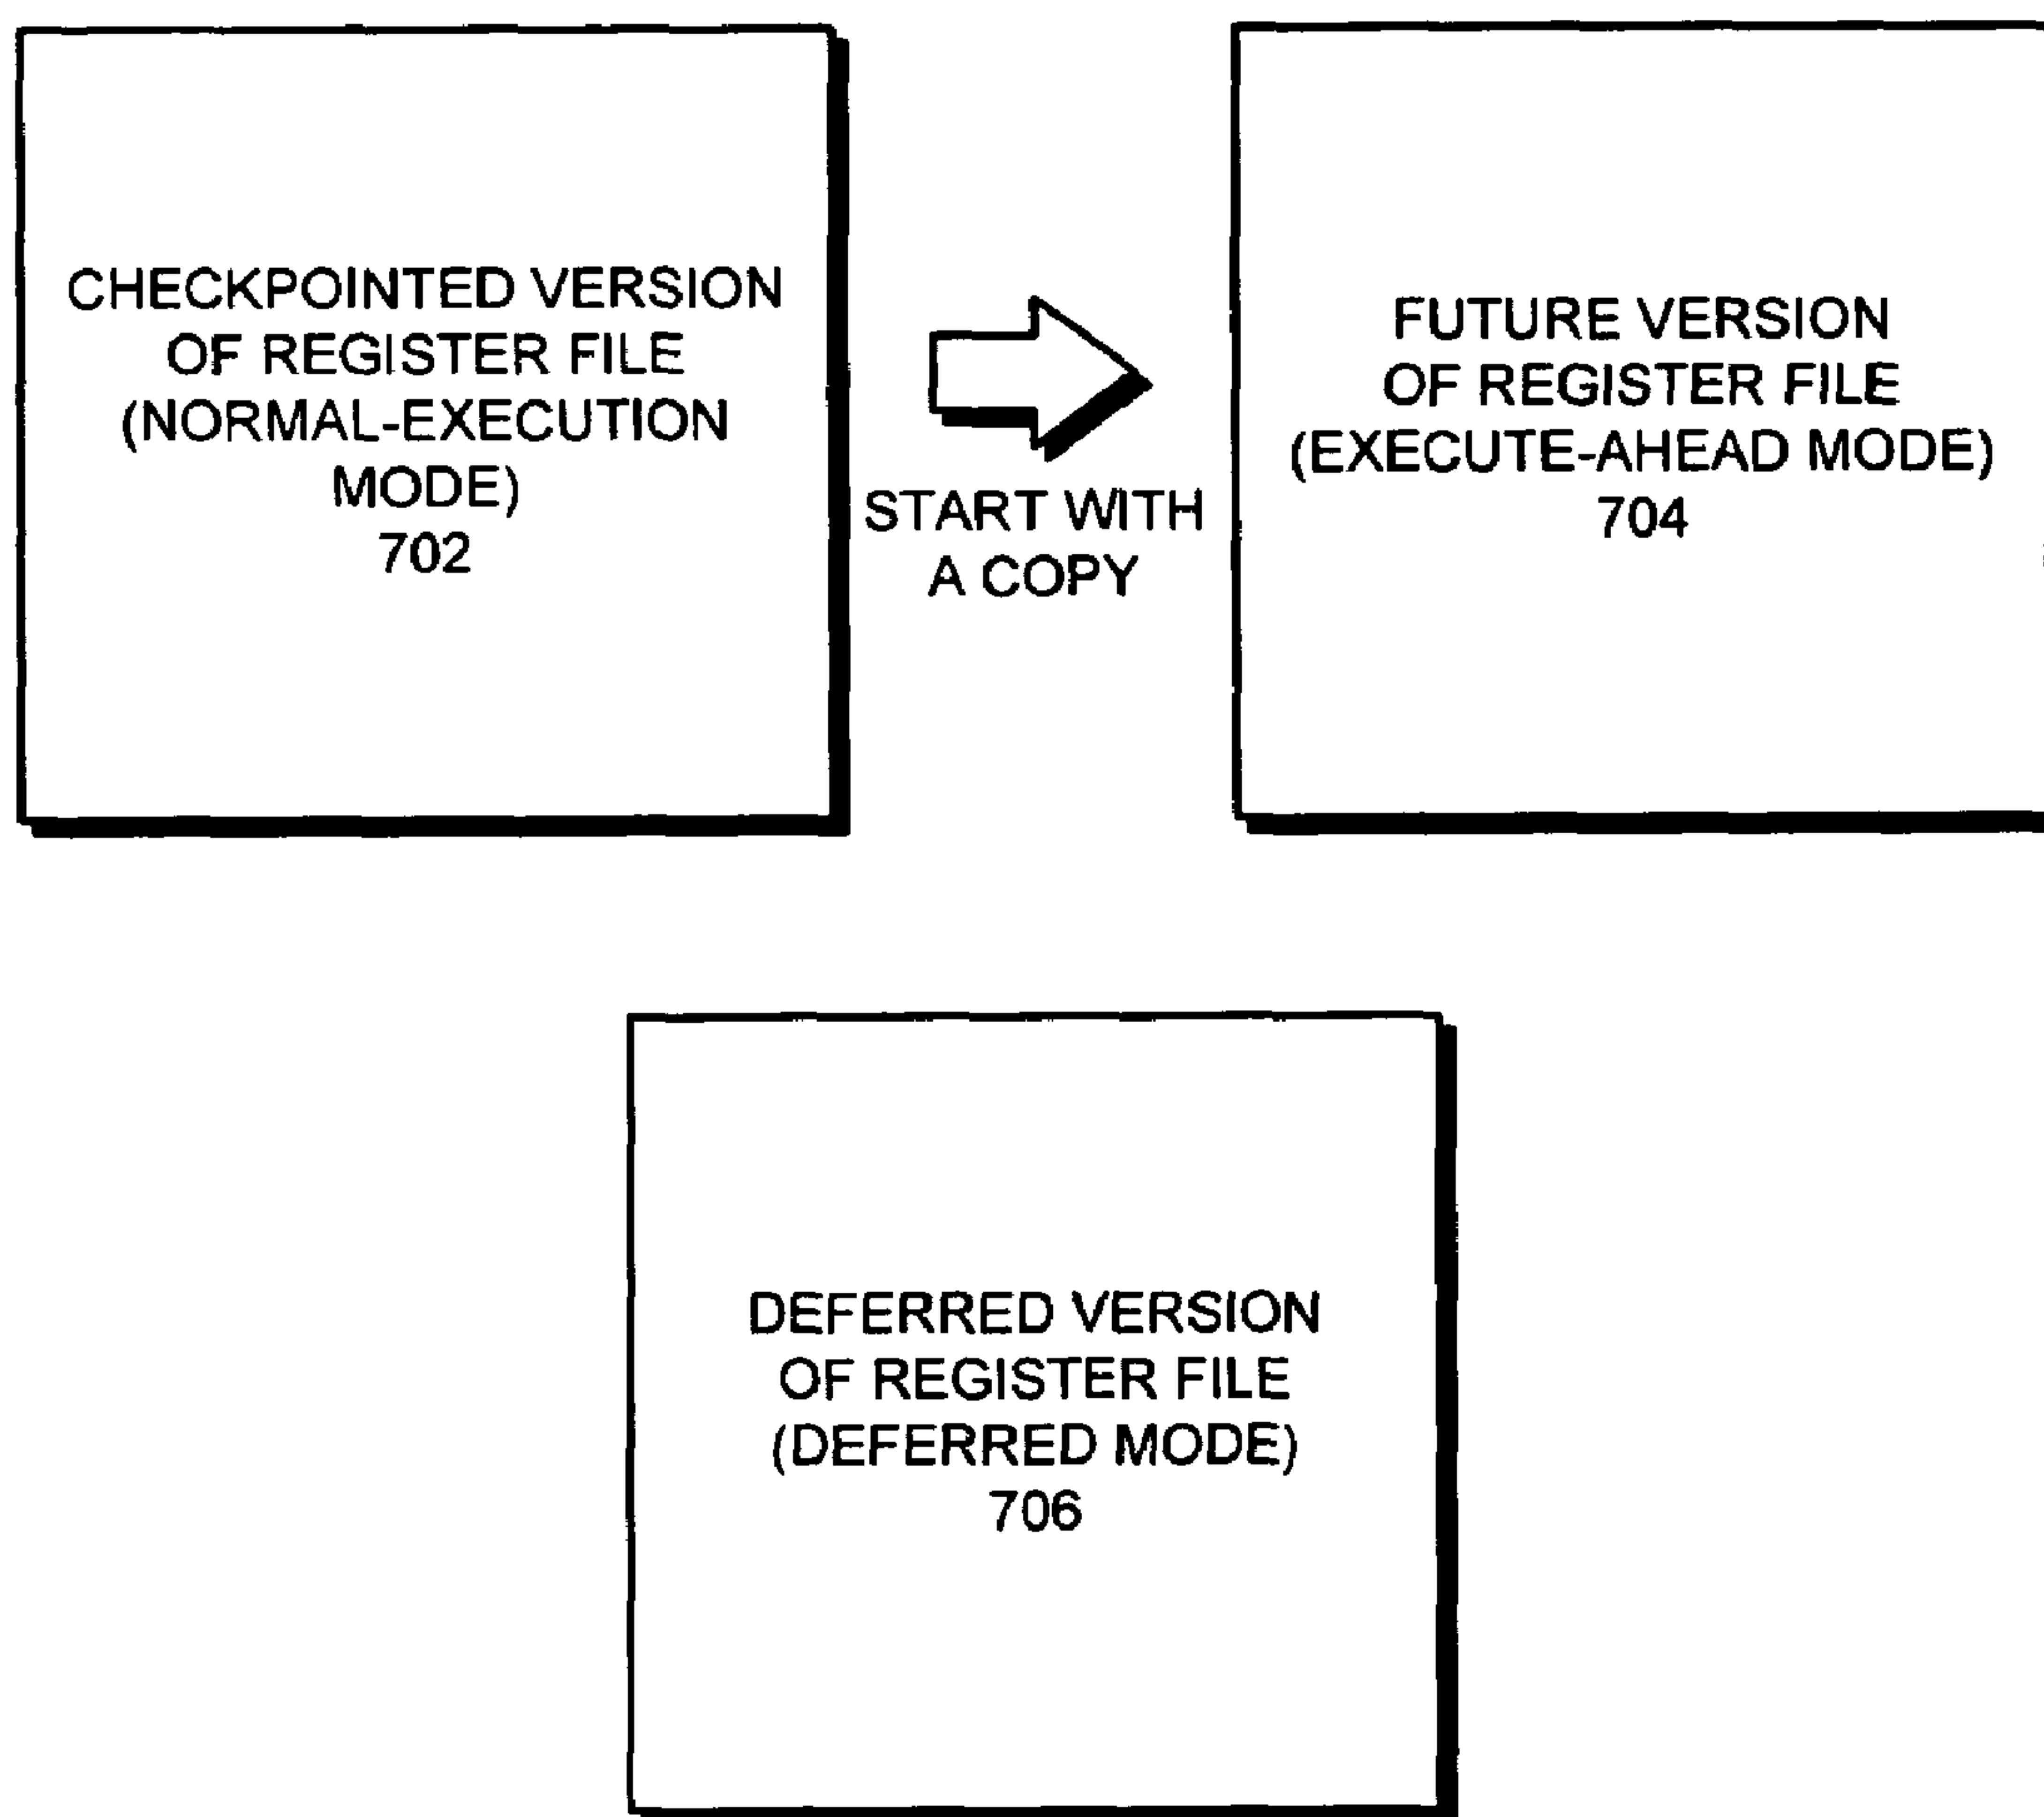 CHECKPOINTED VERSION
OF REGISTER FILE
(NORMAL-EXECUTION
MODE)
702
START WITH
A COPY
FUTURE VERSION
OF REGISTER FILE
(EXECUTE-AHEAD MODE)
704
DEFERRED VERSION
OF REGISTER FILE
(DEFERRED MODE)
706